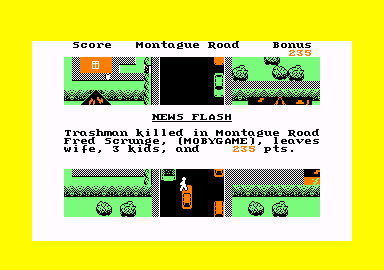 Score Montague Road Bonus
235
NEWS FLASH
Trashman killed in Montague Road
Fred Scrunge, (MOBYGAME), leaves
wife, 3 kids, and 235 pts.